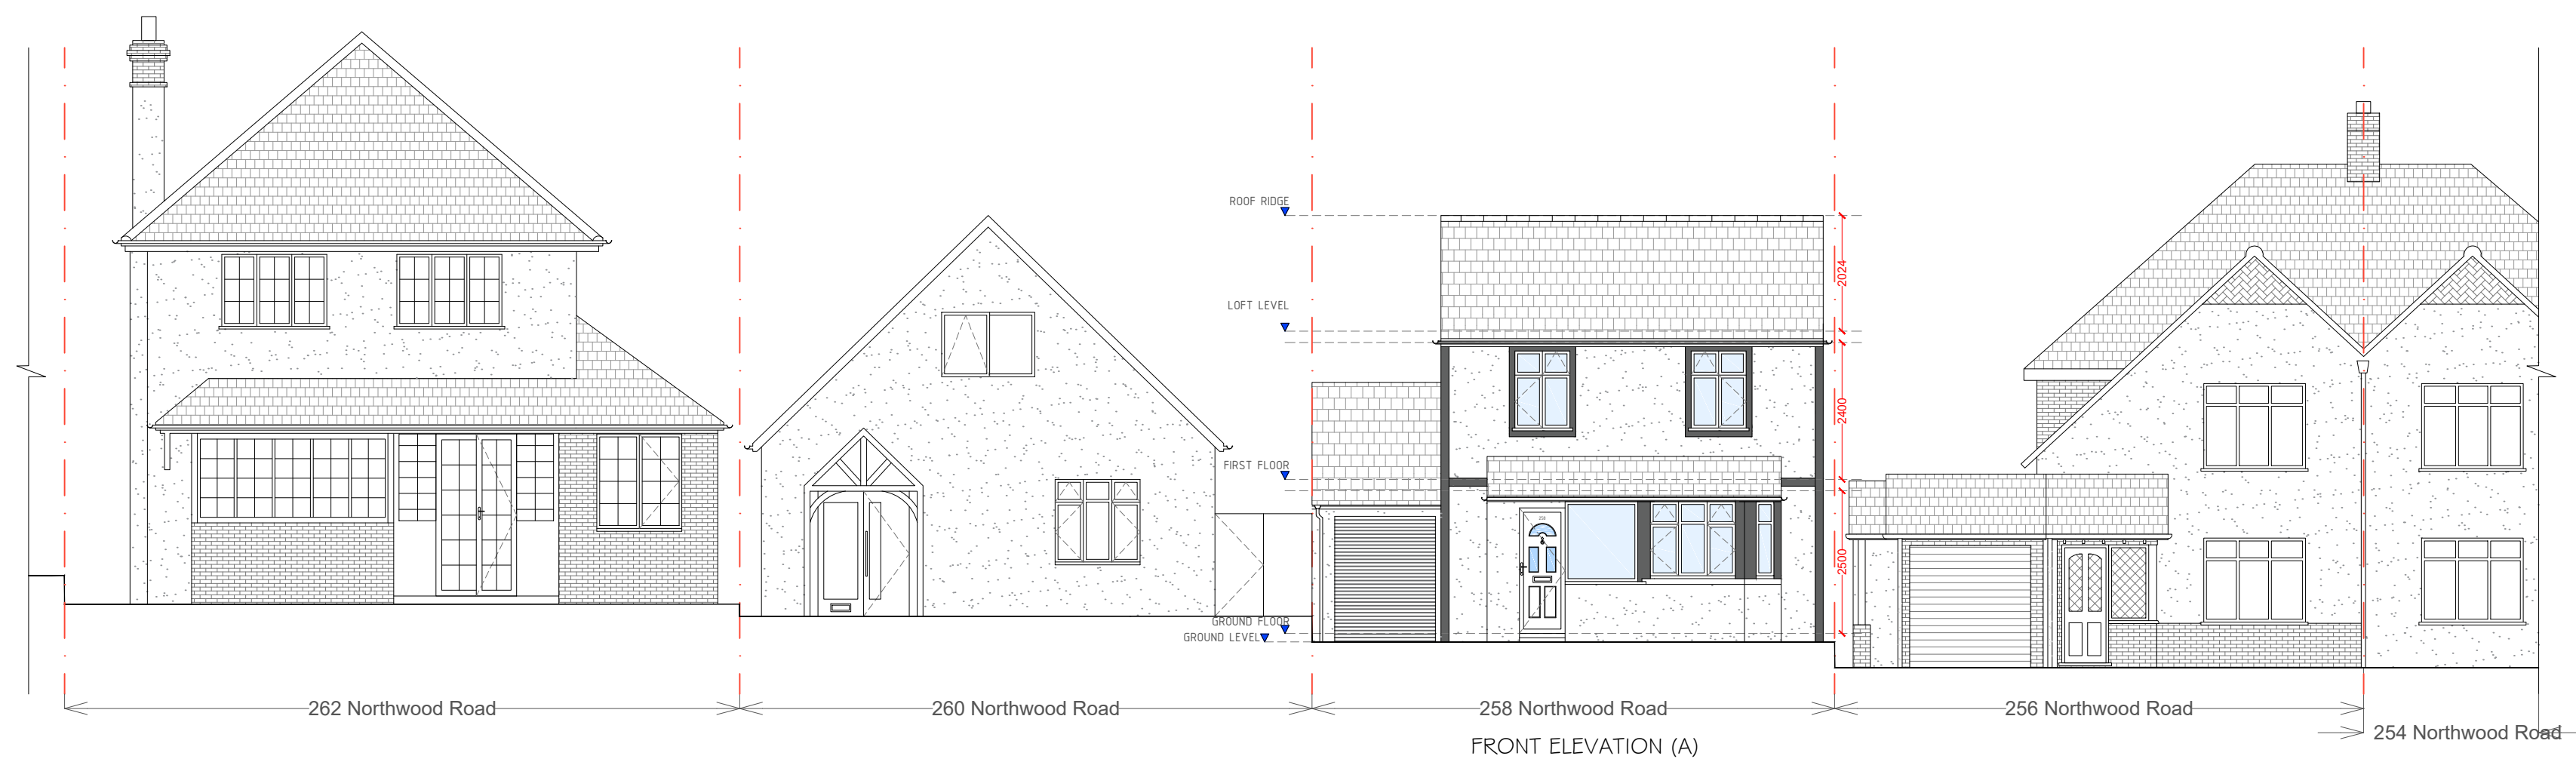 ROOF RIDGE
2024
LOFT LEVEL
2400
FIRST FLOOR
258
2500
GROUND FLOOR
GROUND LEVEL
262 Northwood Road
260 Northwood Road
258 Northwood Road
256 Northwood Road
254 Northwood Road
FRONT ELEVATION (A)